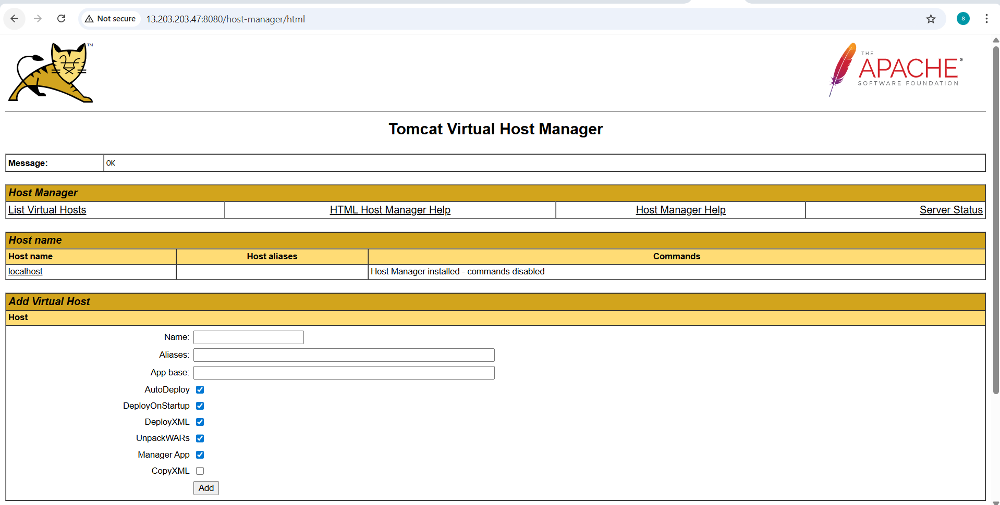 Not secure 13.203.203.47:8080/host-manager/html S
TM
THE
APACHE®
SOFTWARE FOUNDATION
Tomcat Virtual Host Manager
Message: OK
Host Manager
List Virtual Hosts HTML Host Manager Help Host Manager Help Server Status
Host name
Host name Host aliases Commands
localhost Host Manager installed - commands disabled
Add Virtual Host
Host
Name:
Aliases:
App base:
AutoDeploy
DeployOnStartup
DeployXML
UnpackWARs
Manager App
CopyXML
Add